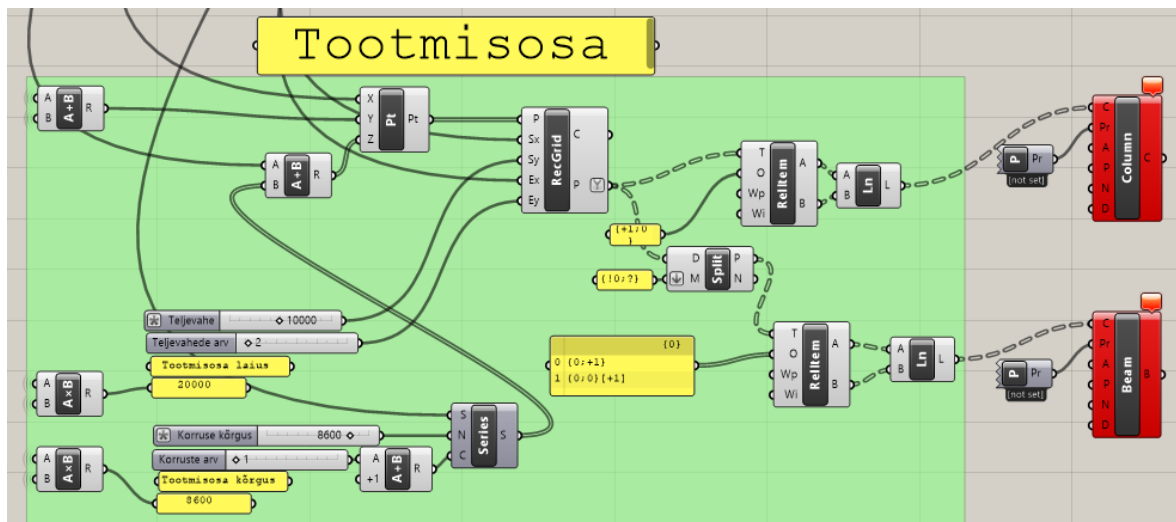 Tootmisosa
A
B
A+B
R
X
Y
Z
Pt
Pt
A
B
A+B
R
P
Sx
Sy
Ex
Ey
RecGrid
C
P
T
O
Wp
Wi
RelItem
A
B
A
B
Ln
L
P
Pr
[not set]
C
Pr
A
P
N
D
Column
C
{+1;0
}
D
M
Split
P
N
{!0;?}
Teljevahe
10000
Teljevahede arv
2
Tootmisosa laius
20000
A
B
A×B
R
{0}
0 {0;+1}
1 {0;0}[+1]
T
O
Wp
Wi
RelItem
A
B
A
B
Ln
L
P
Pr
[not set]
C
Pr
A
P
N
D
Beam
B
S
N
C
Series
S
Korruse kõrgus
8600
Korruste arv
1
A
+1
A+B
R
A
B
A×B
R
Tootmisosa kõrgus
8600